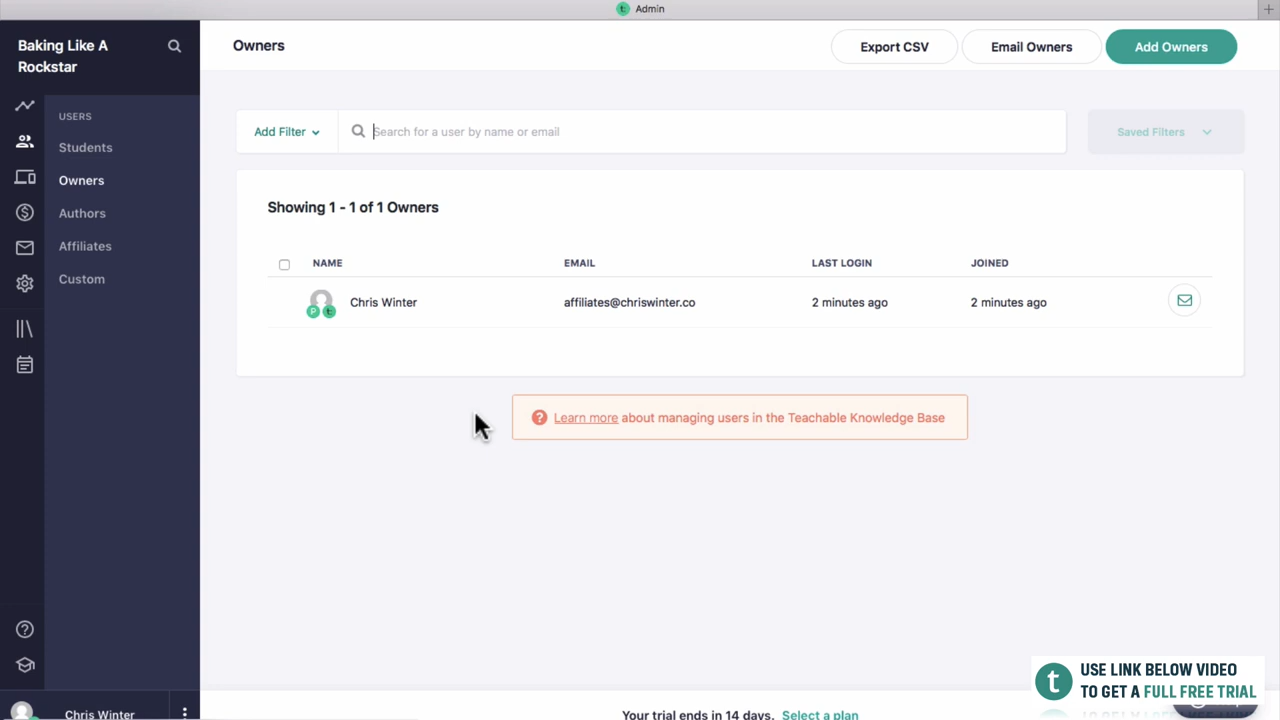 Admin
Baking Like A
Rockstar
Owners
Export CSV
Email Owners
Add Owners
USERS
Students
Owners
Authors
Affiliates
Custom
Add Filter
Search for a user by name or email
Saved Filters
Showing 1 - 1 of 1 Owners
NAME
EMAIL
LAST LOGIN
JOINED
P
t
Chris Winter
affiliates@chriswinter.co
2 minutes ago
2 minutes ago
Learn more about managing users in the Teachable Knowledge Base
t
USE LINK BELOW VIDEO
TO GET A FULL FREE TRIAL
Chris Winter
Your trial ends in 14 days. Select a plan